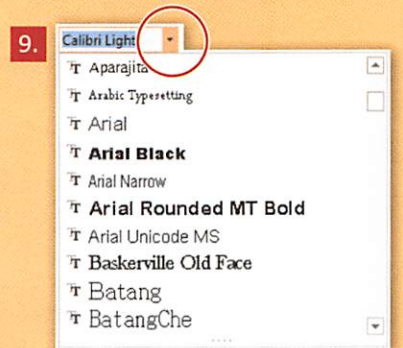 9.
Calibri Light
Aparajita
Arabic Typesetting
Arial
Arial Black
Arial Narrow
Arial Rounded MT Bold
Arial Unicode MS
Baskerville Old Face
Batang
BatangChe